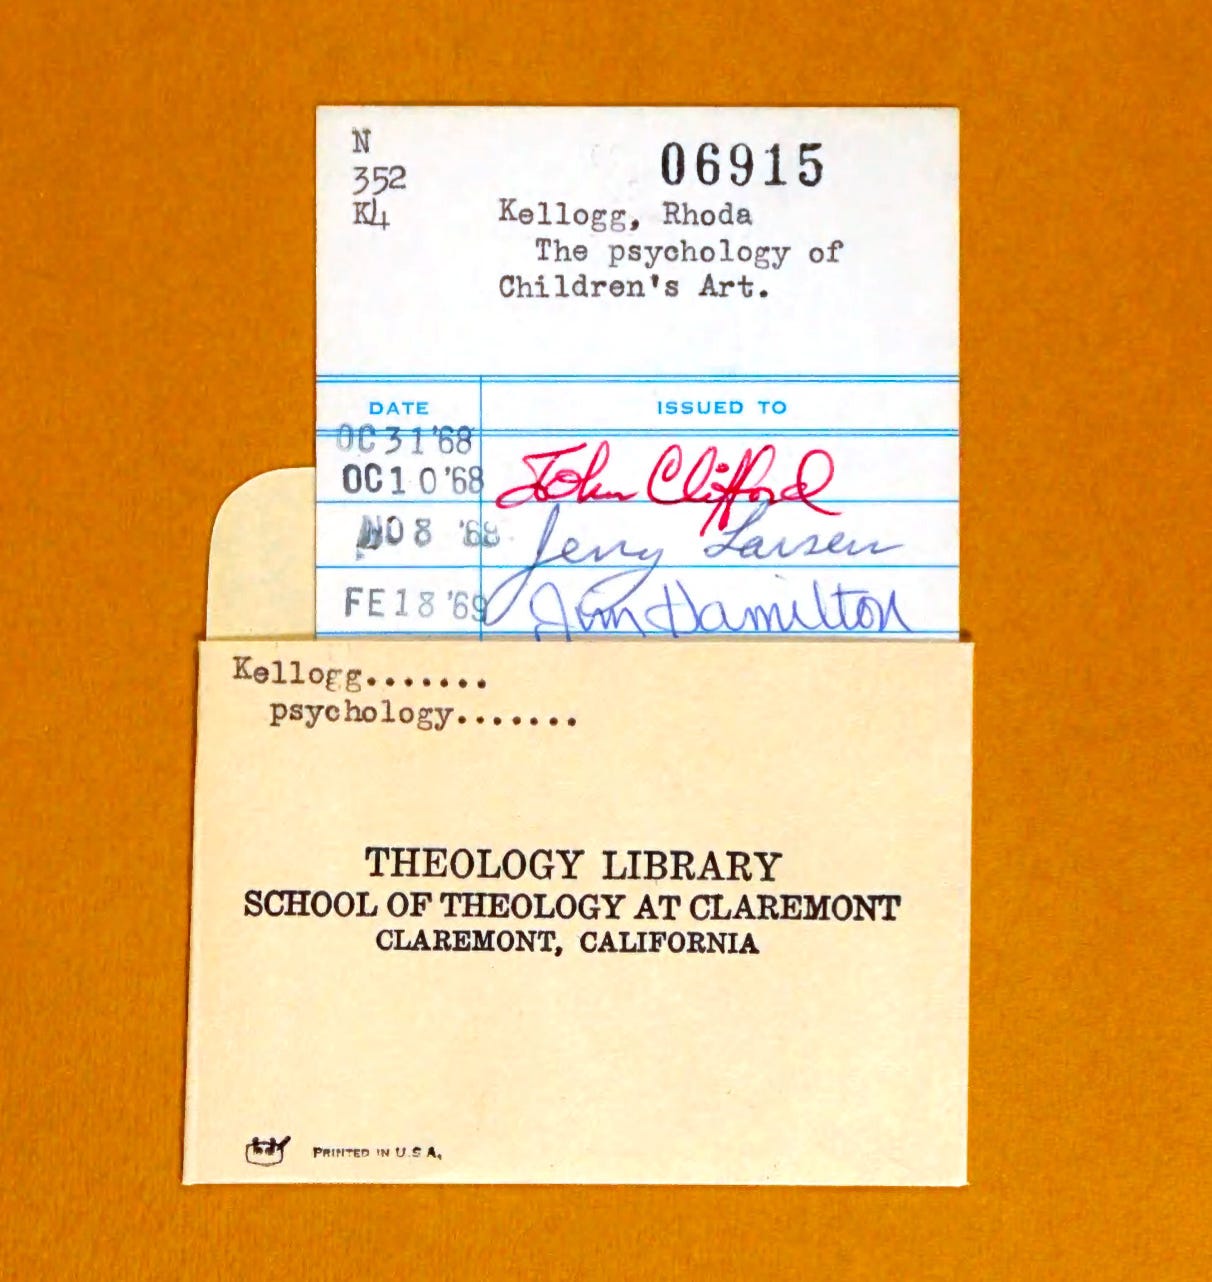 N
352
K4
06915
Kellogg, Rhoda
The psychology of
Children's Art.
DATE
ISSUED TO
OC 31 '68
OC 10 '68 John Clifford
NO 8 '68 Jerry Larsen
FE 18 '69 Jim Hamilton
Kellogg.......
psychology.......
THEOLOGY LIBRARY
SCHOOL OF THEOLOGY AT CLAREMONT
CLAREMONT, CALIFORNIA
PRINTED IN U.S.A.